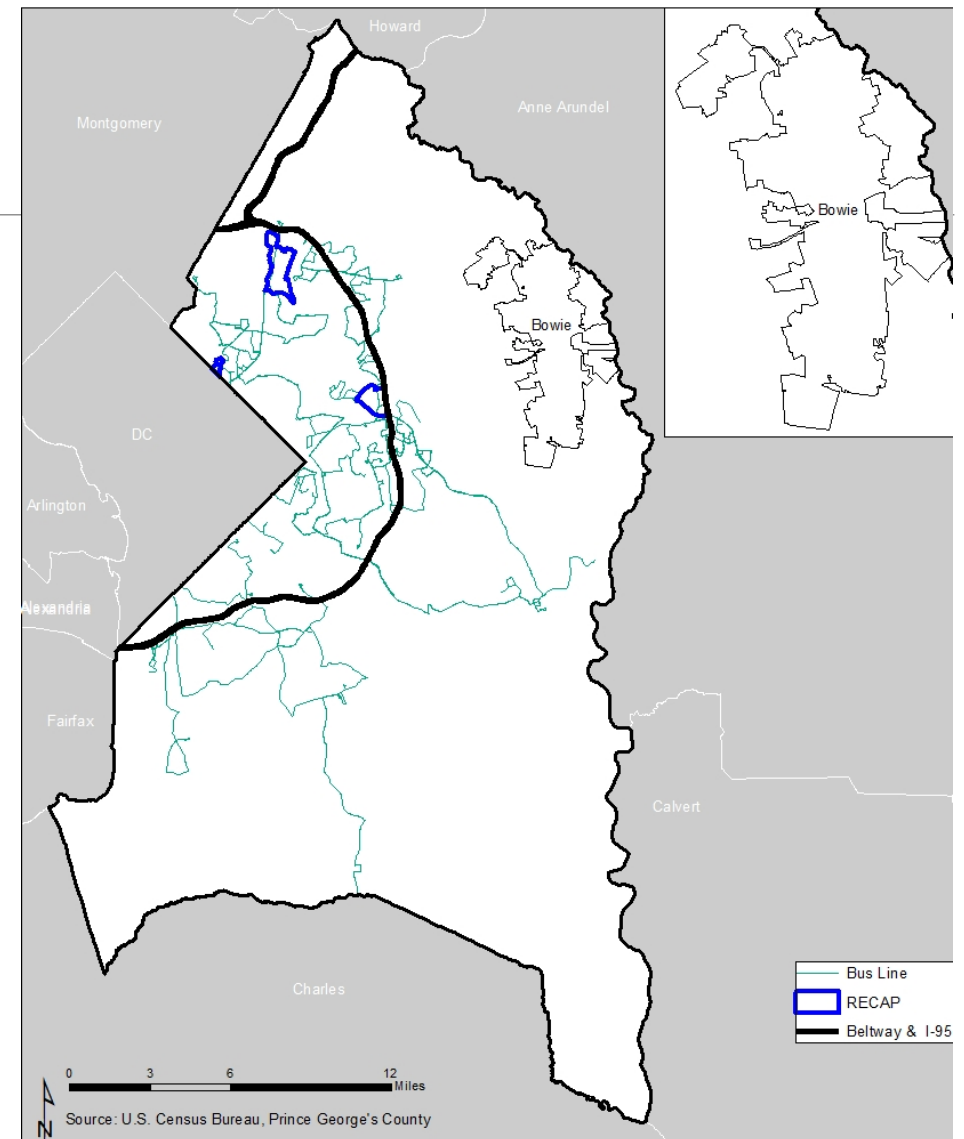 Howard
Anne Arundel
Montgomery
Bowie
Bowie
DC
Arlington
Alexandria
Fairfax
Calvert
Charles
Bus Line
RECAP
Beltway & I-95
0 3 6 12
Miles
N
Source: U.S. Census Bureau, Prince George's County